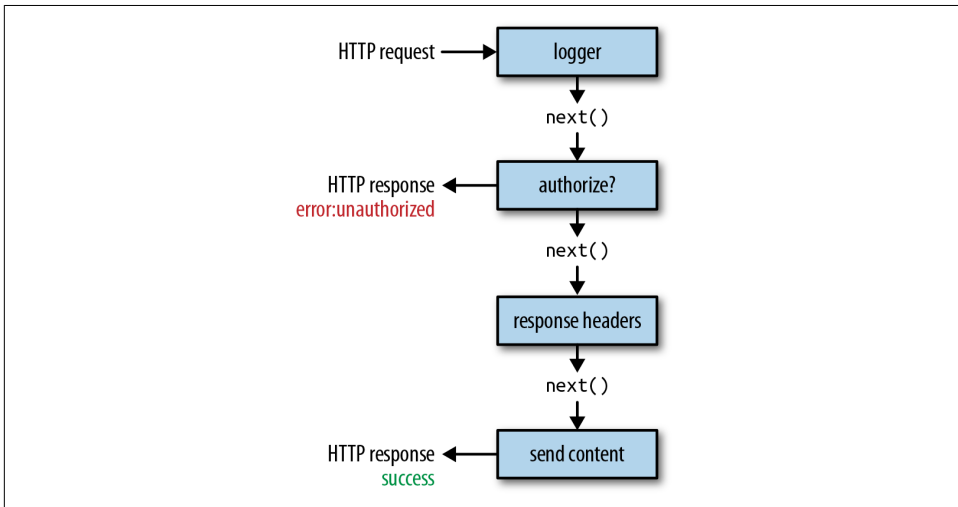 HTTP request
logger
next()
authorize?
HTTP response
error:unauthorized
next()
response headers
next()
send content
HTTP response
success